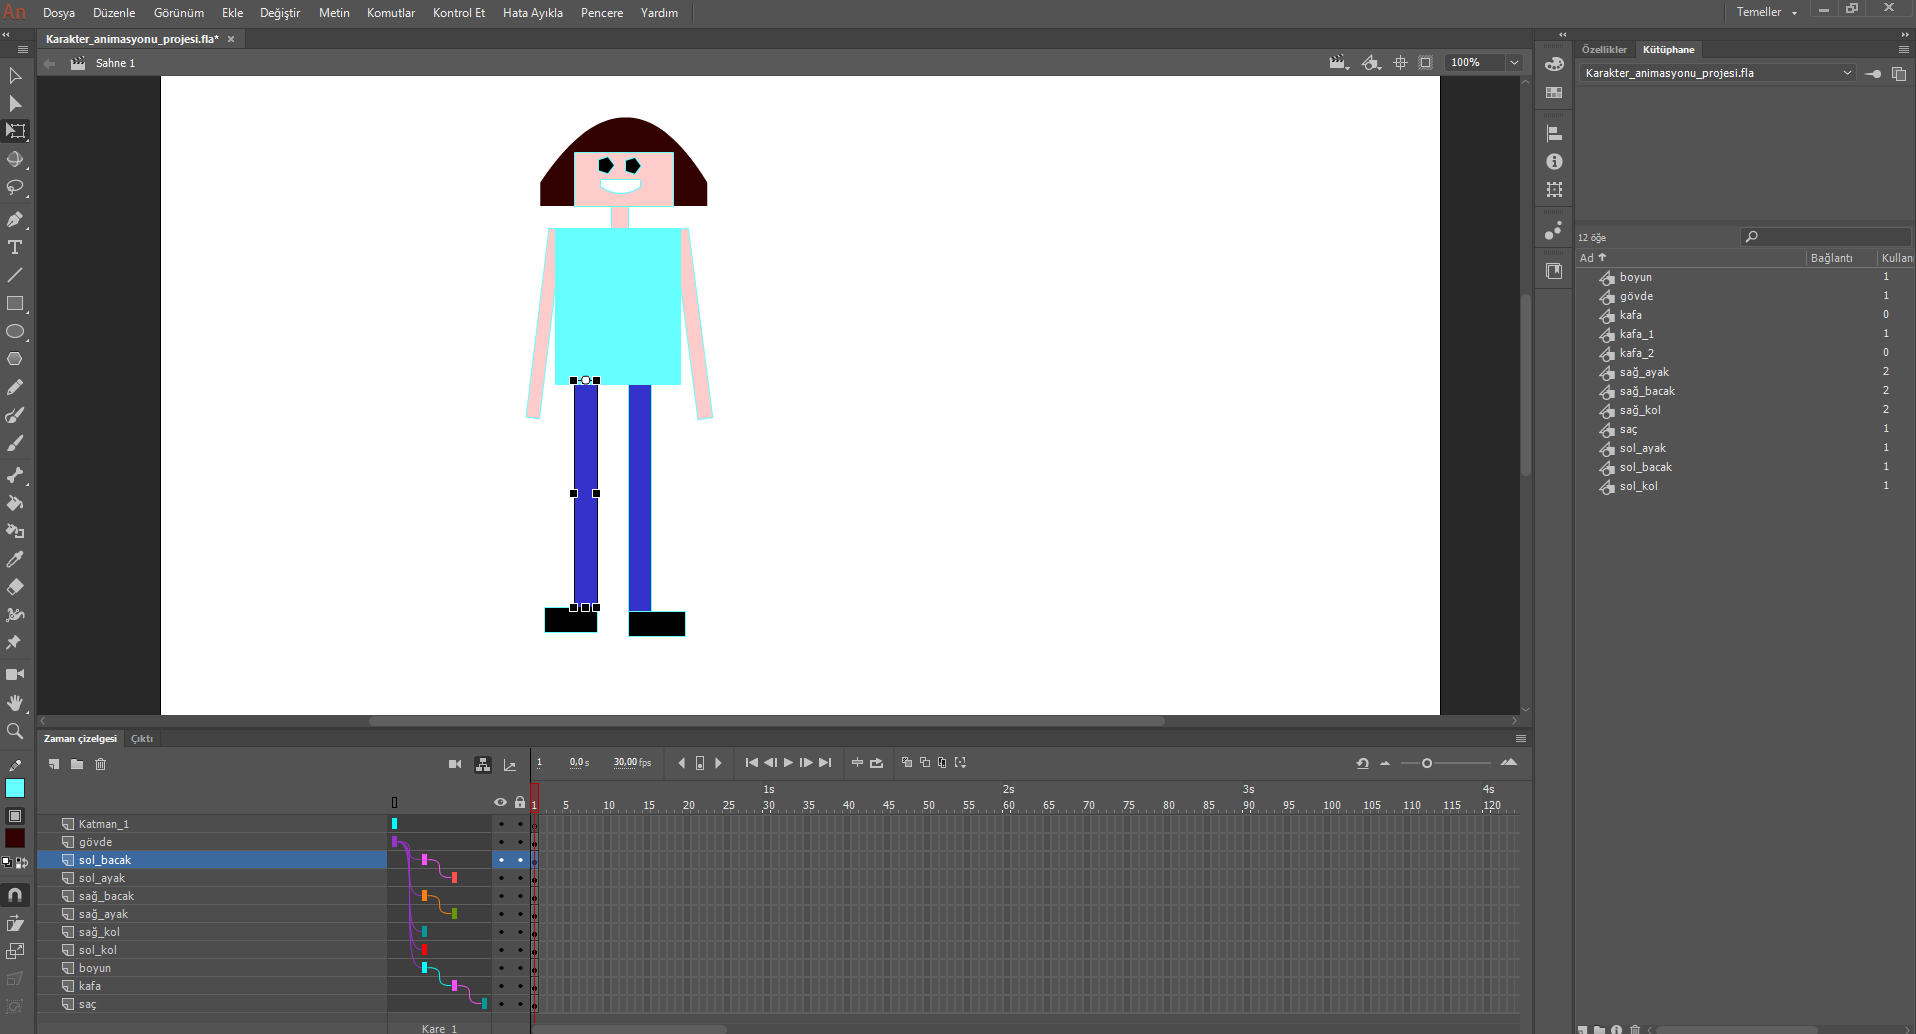 An Dosya Düzenle Görünüm Ekle Değiştir Metin Komutlar Kontrol Et Hata Ayıkla Pencere Yardım Temeller
Karakter_animasyonu_projesi.fla*
Sahne 1
100%
Özellikler Kütüphane
Karakter_animasyonu_projesi.fla
12 öğe
Ad Bağlantı Kullan
boyun 1
gövde 1
kafa 0
kafa_1 1
kafa_2 0
sağ_ayak 2
sağ_bacak 2
sağ_kol 2
saç 1
sol_ayak 1
sol_bacak 1
sol_kol 1
Zaman çizelgesi Çıktı
1 0,0 s 30,00 fps
1s 2s 3s 4s
1 5 10 15 20 25 30 35 40 45 50 55 60 65 70 75 80 85 90 95 100 105 110 115 120
Katman_1
gövde
sol_bacak
sol_ayak
sağ_bacak
sağ_ayak
sağ_kol
sol_kol
boyun
kafa
saç
Kare 1